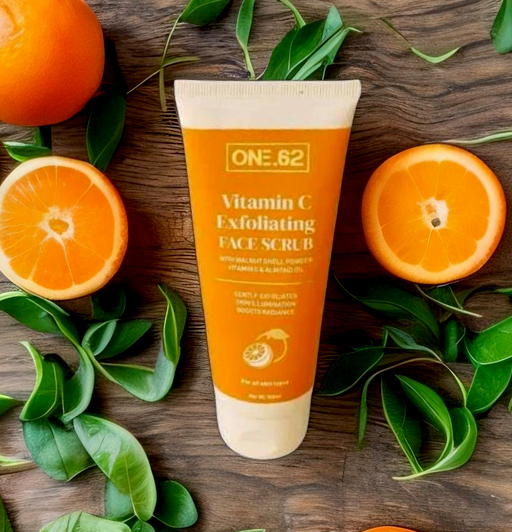 ONE.62
Vitamin C
Exfoliating
FACE SCRUB
WITH WALNUT SHELL POWDER
VITAMIN E & ALMOND OIL
GENTLY EXFOLIATES
SKIN ILLUMINATION
BOOSTS RADIANCE
For all skin types